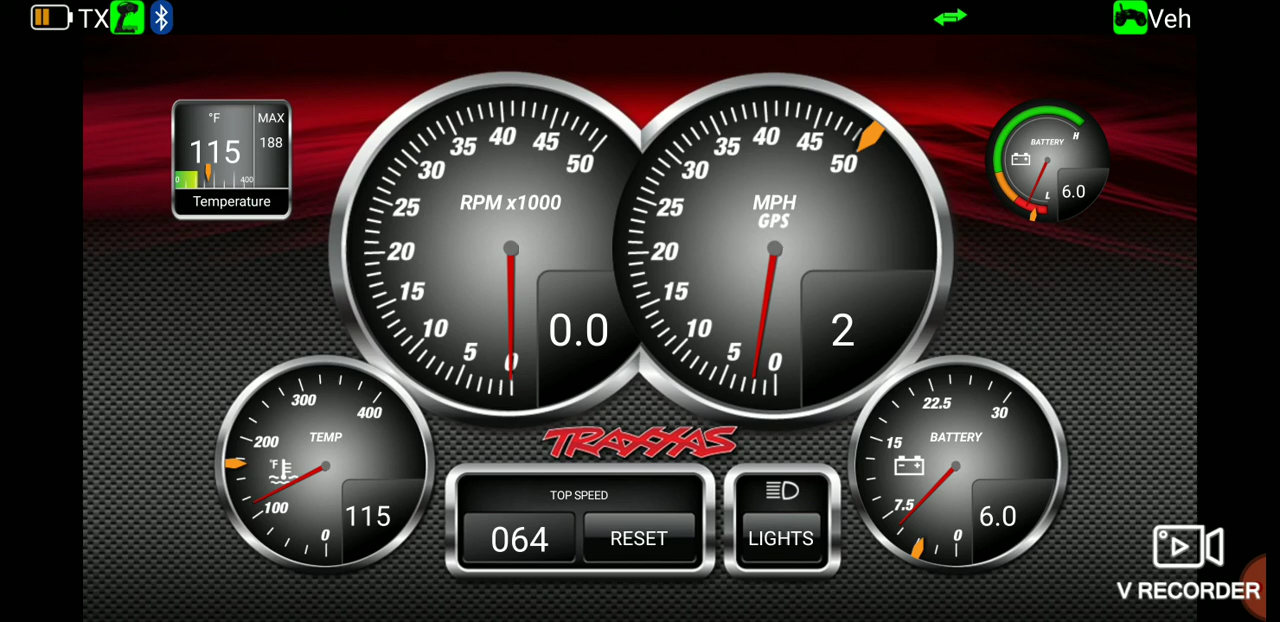 TX
Veh
°F
MAX
115
188
0
400
Temperature
50
45
40
35
30
25
20
15
10
5
0
RPM x1000
0.0
50
45
40
35
30
25
20
15
10
5
0
MPH
GPS
2
H
BATTERY
L
6.0
TRAXXAS
400
300
200
100
0
TEMP
°F
115
TOP SPEED
064
RESET
LIGHTS
30
22.5
15
7.5
0
BATTERY
6.0
V RECORDER